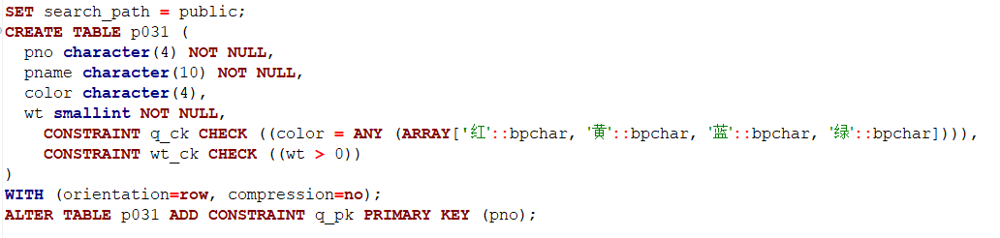 SET search_path = public;
CREATE TABLE p031 (
  pno character(4) NOT NULL,
  pname character(10) NOT NULL,
  color character(4),
  wt smallint NOT NULL,
    CONSTRAINT q_ck CHECK ((color = ANY (ARRAY['红'::bpchar, '黄'::bpchar, '蓝'::bpchar, '绿'::bpchar]))),
    CONSTRAINT wt_ck CHECK ((wt > 0))
)
WITH (orientation=row, compression=no);
ALTER TABLE p031 ADD CONSTRAINT q_pk PRIMARY KEY (pno);